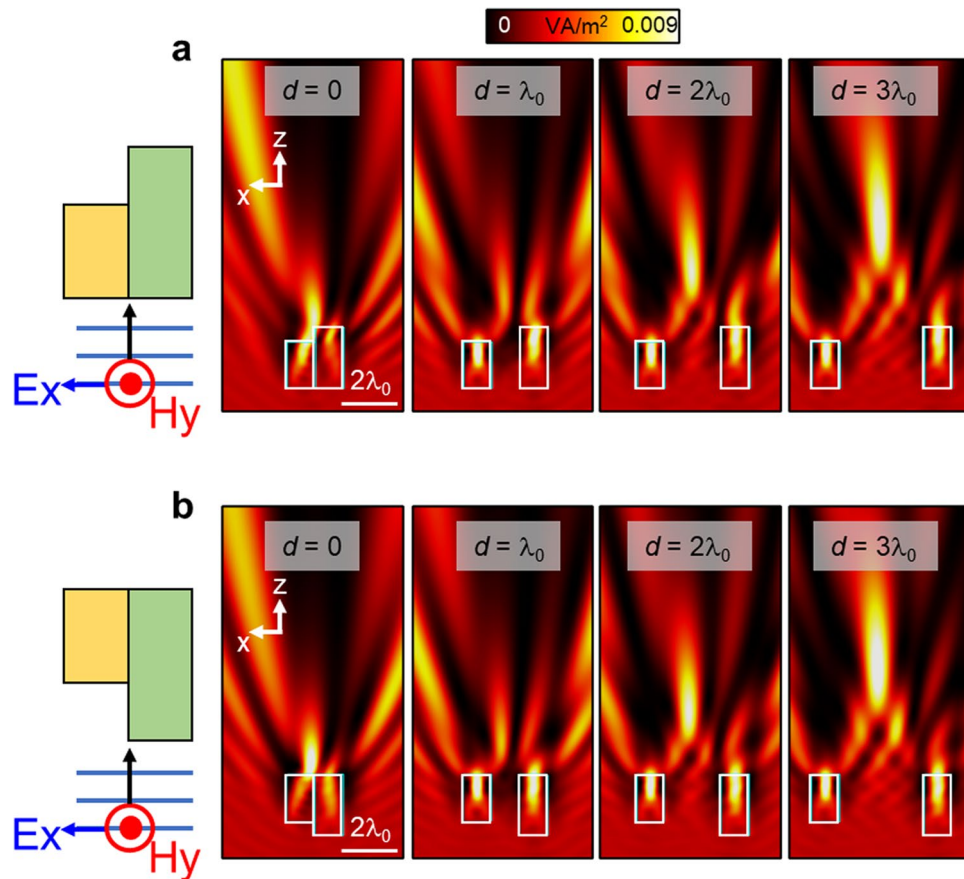 0 VA/m² 0.009
a
d = 0 d = λ₀ d = 2λ₀ d = 3λ₀
z
x
Ex
Hy
2λ₀
b
d = 0 d = λ₀ d = 2λ₀ d = 3λ₀
z
x
Ex
Hy
2λ₀